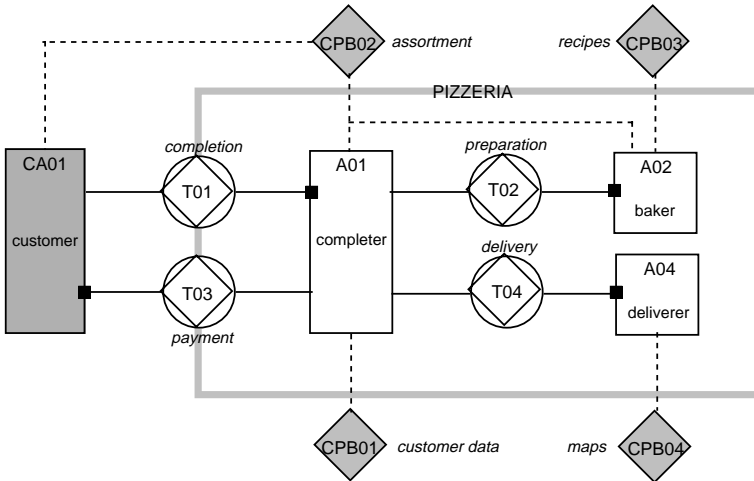 CPB02
assortment
recipes
CPB03
PIZZERIA
completion
preparation
CA01
T01
A01
T02
A02
customer
completer
baker
delivery
T03
T04
A04
deliverer
payment
CPB01
customer data
maps
CPB04